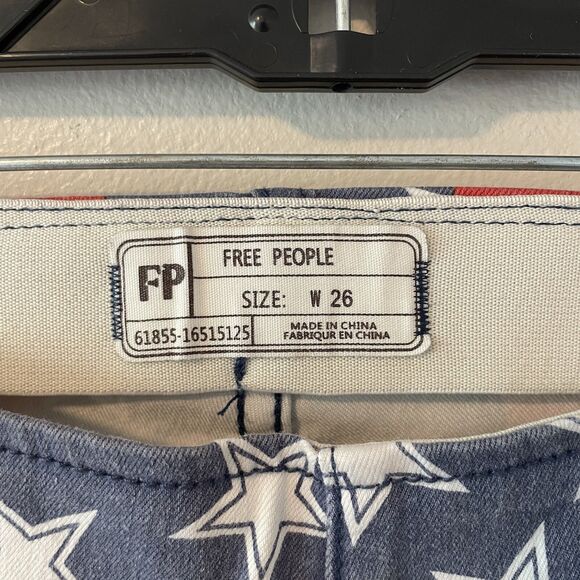 FP
FREE PEOPLE
SIZE: W 26
61855-16515125
MADE IN CHINA
FABRIQUR EN CHINA